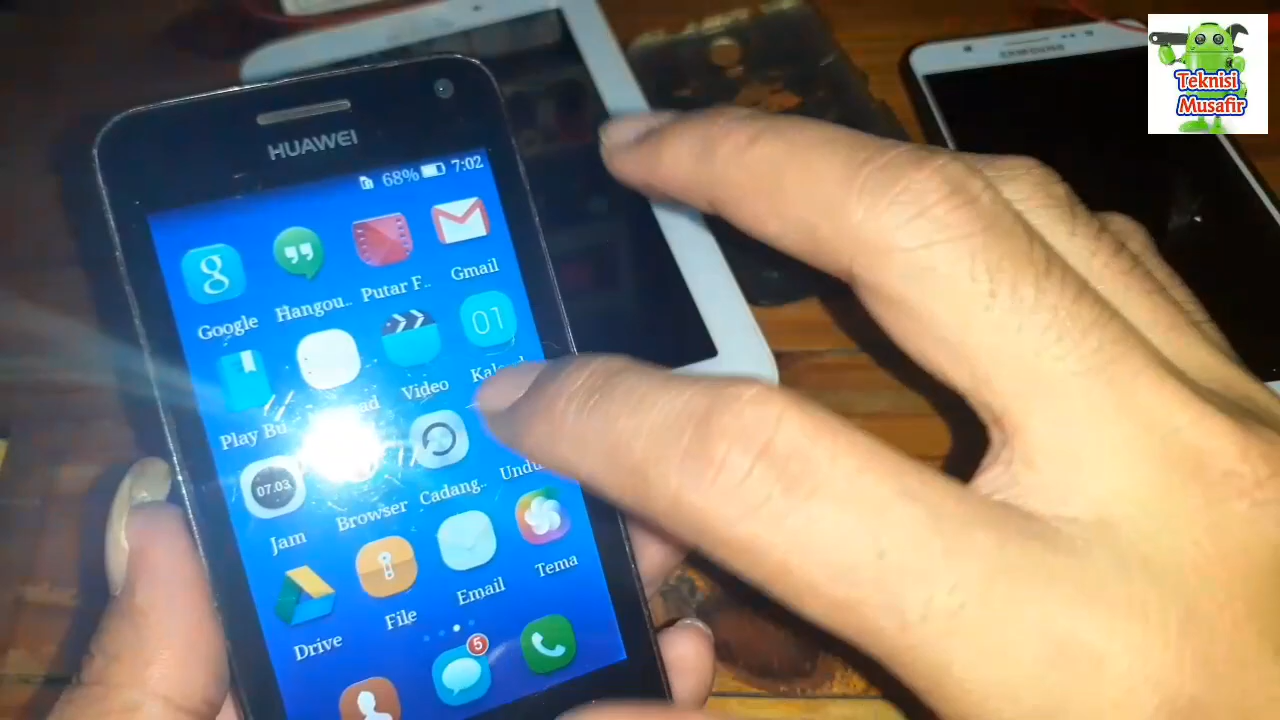 Teknisi
Musafir
SAMSUNG
HUAWEI
68% 7:02
Google
Hangou..
Putar F..
Gmail
01
Play Bu
Video
07.03
Jam
Browser
Cadang..
Undu
Drive
File
Email
Tema
5